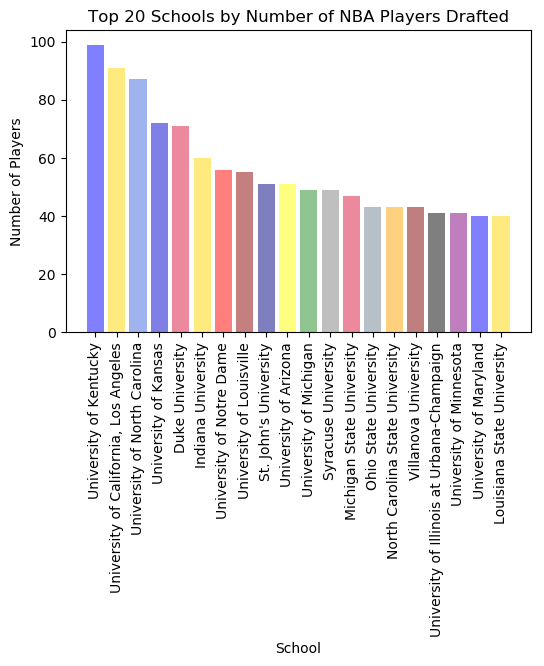 Top 20 Schools by Number of NBA Players Drafted
Number of Players
100
80
60
40
20
0
University of Kentucky
University of California, Los Angeles
University of North Carolina
University of Kansas
Duke University
Indiana University
University of Notre Dame
University of Louisville
St. John's University
University of Arizona
University of Michigan
Syracuse University
Michigan State University
Ohio State University
North Carolina State University
Villanova University
University of Illinois at Urbana-Champaign
University of Minnesota
University of Maryland
Louisiana State University
School